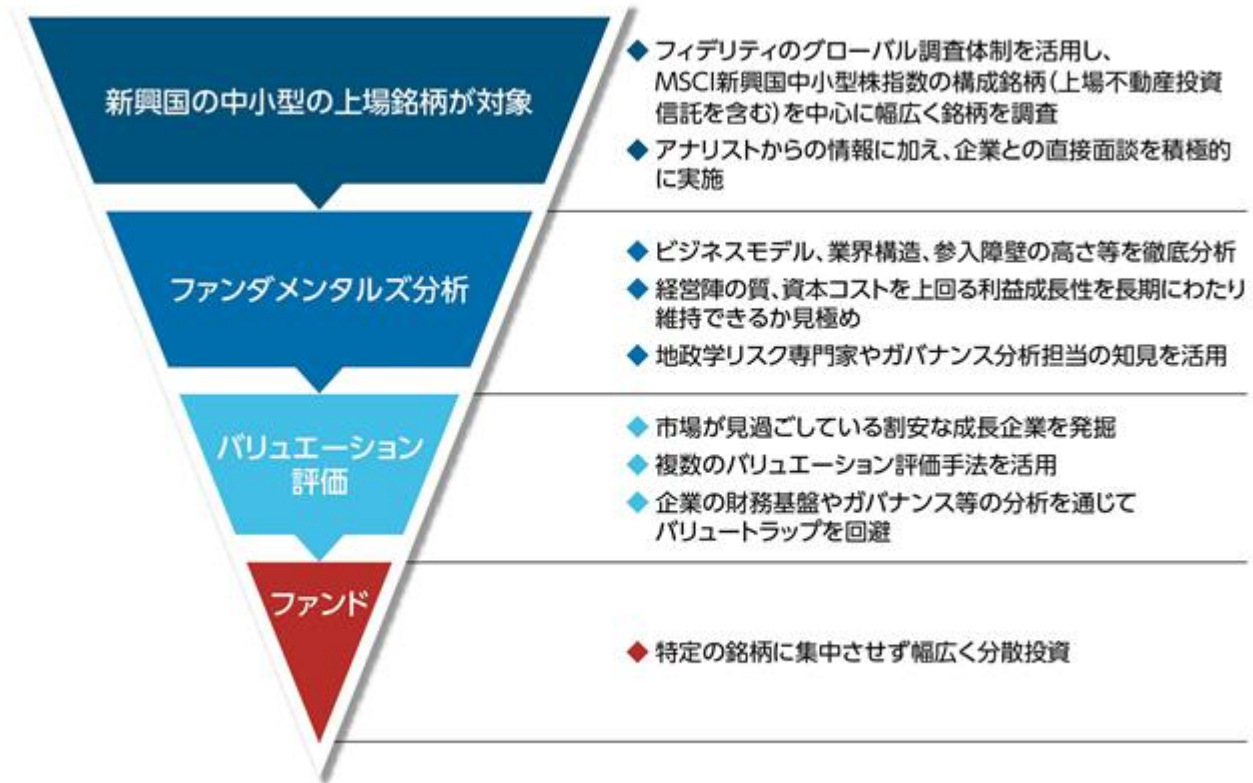 新興国の中小型の上場銘柄が対象
◆ フィデリティのグローバル調査体制を活用し、
MSCI新興国中小型株指数の構成銘柄（上場不動産投資
信託を含む）を中心に幅広く銘柄を調査
◆ アナリストからの情報に加え、企業との直接面談を積極的
に実施
ファンダメンタルズ分析
◆ ビジネスモデル、業界構造、参入障壁の高さ等を徹底分析
◆ 経営陣の質、資本コストを上回る利益成長性を長期にわたり
維持できるか見極め
◆ 地政学リスク専門家やガバナンス分析担当の知見を活用
バリュエーション
評価
◆ 市場が見過ごしている割安な成長企業を発掘
◆ 複数のバリュエーション評価手法を活用
◆ 企業の財務基盤やガバナンス等の分析を通じて
バリュートラップを回避
ファンド
◆ 特定の銘柄に集中させず幅広く分散投資